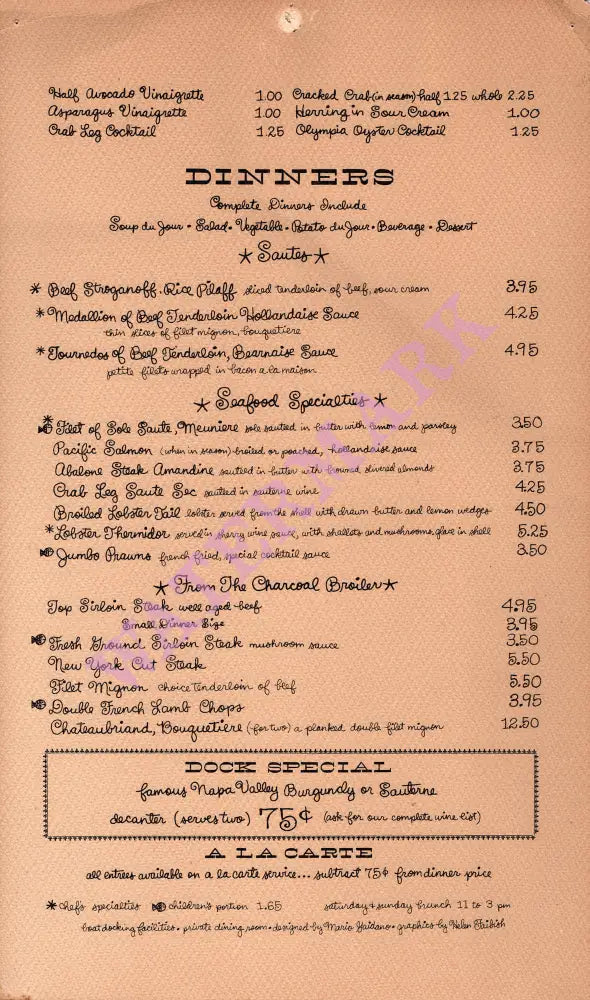 Half Avocado Vinaigrette 1.00 Cracked Crab (in season) half 1.25 whole 2.25
Asparagus Vinaigrette 1.00 Herring in Sour Cream 1.00
Crab Leg Cocktail 1.25 Olympia Oyster Cocktail 1.25
DINNERS
Complete Dinners Include
Soup du Jour • Salad • Vegetable • Potato du Jour • Beverage • Dessert
★ Sautes ★
* Beef Stroganoff. Rice Pilaff sliced tenderloin of beef, sour cream 3.95
* Medallion of Beef Tenderloin Hollandaise Sauce 4.25
thin slices of filet mignon, bouquetiere
* Tournedos of Beef Tenderloin, Bearnaise Sauce 4.95
petite filets wrapped in bacon a la maison
★ Seafood Specialties ★
* Filet of Sole Saute, Meuniere sole sauteed in butter with lemon and parsley 3.50
Pacific Salmon (when in season) broiled or poached, hollandaise sauce 3.75
Abalone Steak Amandine sauteed in butter with browned slivered almonds 3.75
Crab Leg Saute Sec sauteed in sauterne wine 4.25
Broiled Lobster Tail lobster served from the shell with drawn butter and lemon wedges 4.50
* Lobster Thermidor served in sherry wine sauce, with shallots and mushrooms, glace in shell 5.25
Jumbo Prawns french fried, special cocktail sauce 3.50
★ From The Charcoal Broiler ★
Top Sirloin Steak well aged beef 4.95
Small Dinner Size 3.95
Fresh Ground Sirloin Steak mushroom sauce 3.50
New York Cut Steak 5.50
Filet Mignon choice tenderloin of beef 5.50
Double French Lamb Chops 3.95
Chateaubriand, Bouquetiere (for two) a planked double filet mignon 12.50
DOCK SPECIAL
famous Napa Valley Burgundy or Sauterne
decanter (serves two) 75¢ (ask for our complete wine list)
A LA CARTE
all entrees available on a la carte service... subtract 75¢ from dinner price
* chef's specialties children's portion 1.65 saturday & sunday brunch 11 to 3 pm
boat docking facilities • private dining room • designed by Mario Gaidano • graphics by Helen Faibish
WATERMARK